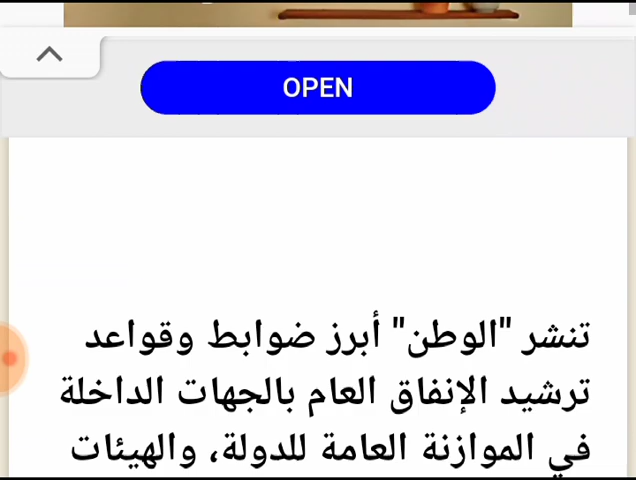 OPEN
تنشر "الوطن" أبرز ضوابط وقواعد
ترشيد الإنفاق العام بالجهات الداخلة
في الموازنة العامة للدولة، والهيئات